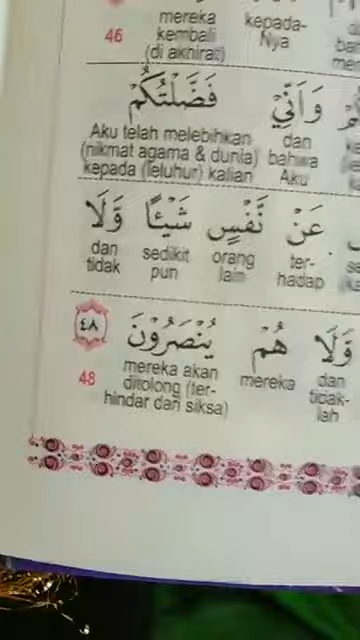 46 mereka kembali (di akhirat) kepada-Nya
وَاَنِّيْ فَضَّلْتُكُمْ
dan bahwa Aku Aku telah melebihkan (nikmat agama & dunia) kepada (leluhur) kalian
عَنْ نَّفْسٍ شَيْـًٔا وَّلَا
ter-hadap orang lain sedikit pun dan tidak
وَلَا هُمْ يُنْصَرُوْنَ ٤٨
dan tidak-lah mereka mereka akan ditolong (ter-hindar dari siksa) 48